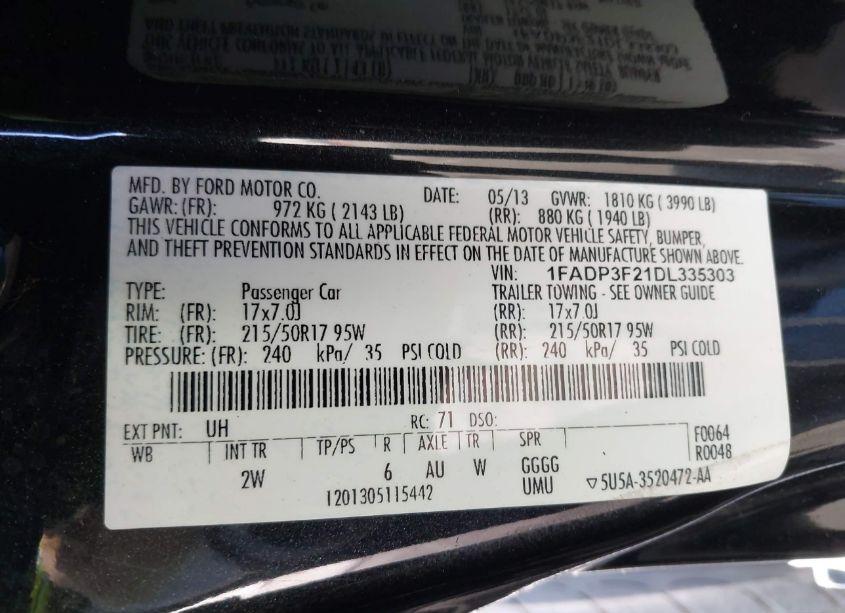 MFD. BY FORD MOTOR CO. DATE: 05/13 GVWR: 1810 KG ( 3990 LB)
GAWR: (FR): 972 KG ( 2143 LB) (RR): 880 KG ( 1940 LB)
THIS VEHICLE CONFORMS TO ALL APPLICABLE FEDERAL MOTOR VEHICLE SAFETY, BUMPER,
AND THEFT PREVENTION STANDARDS IN EFFECT ON THE DATE OF MANUFACTURE SHOWN ABOVE.
VIN: 1FADP3F21DL335303
TYPE: Passenger Car TRAILER TOWING - SEE OWNER GUIDE
RIM: (FR): 17x7.0J (RR): 17x7.0J
TIRE: (FR): 215/50R17 95W (RR): 215/50R17 95W
PRESSURE: (FR): 240 kPa/ 35 PSI COLD (RR): 240 kPa/ 35 PSI COLD
EXT PNT: UH RC: 71 DSO: F0064
WB INT TR TP/PS R AXLE TR SPR R0048
2W 6 AU W GGGG
I201305115442 UMU ▽5U5A-3520472-AA